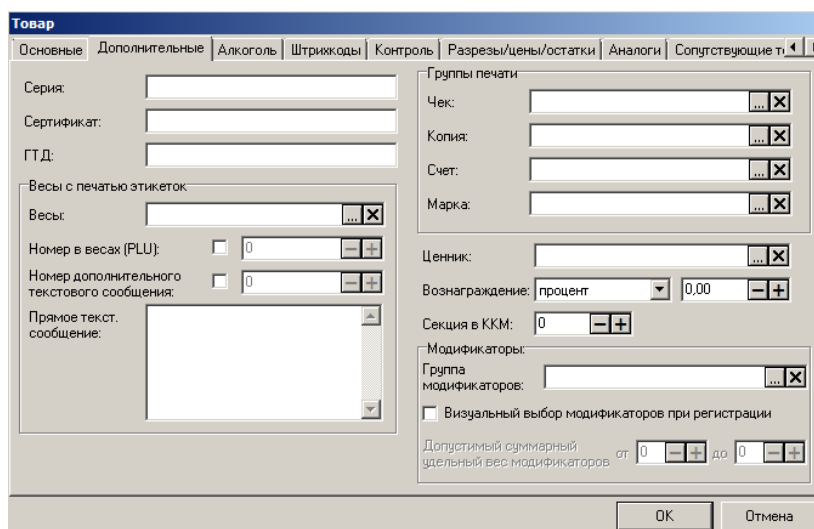 Товар
Основные Дополнительные Алкоголь Штрихкоды Контроль Разрезы/цены/остатки Аналоги Сопутствующие
Серия:
Сертификат:
ГТД:
Весы с печатью этикеток
Весы: ...
Номер в весах (PLU): 0
Номер дополнительного
текстового сообщения: 0
Прямое текст.
сообщение:
Группы печати
Чек: ...
Копия: ...
Счет: ...
Марка: ...
Ценник: ...
Вознаграждение: процент 0,00
Секция в ККМ: 0
Модификаторы:
Группа
модификаторов: ...
Визуальный выбор модификаторов при регистрации
Допустимый суммарный
удельный вес модификаторов от 0 до 0
OK Отмена